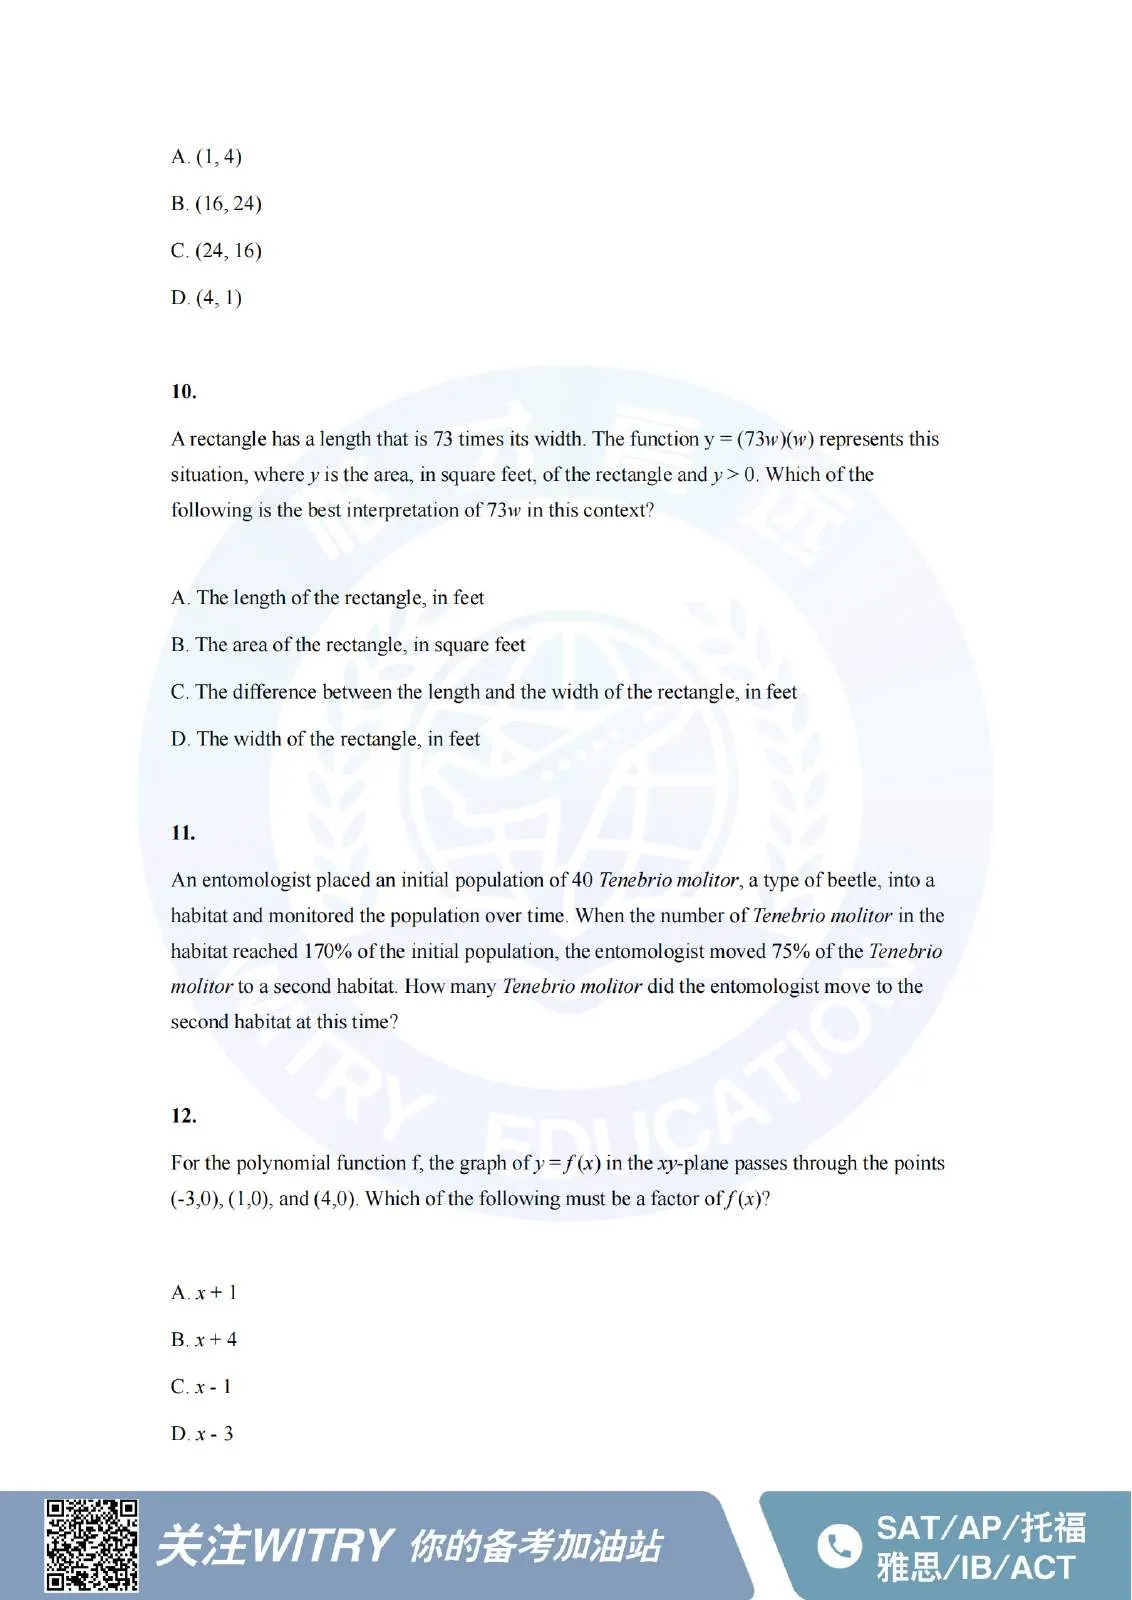 A. (1, 4)
B. (16, 24)
C. (24, 16)
D. (4, 1)
10.
A rectangle has a length that is 73 times its width. The function y = (73w)(w) represents this
situation, where y is the area, in square feet, of the rectangle and y > 0. Which of the
following is the best interpretation of 73w in this context?
A. The length of the rectangle, in feet
B. The area of the rectangle, in square feet
C. The difference between the length and the width of the rectangle, in feet
D. The width of the rectangle, in feet
11.
An entomologist placed an initial population of 40 Tenebrio molitor, a type of beetle, into a
habitat and monitored the population over time. When the number of Tenebrio molitor in the
habitat reached 170% of the initial population, the entomologist moved 75% of the Tenebrio
molitor to a second habitat. How many Tenebrio molitor did the entomologist move to the
second habitat at this time?
12.
For the polynomial function f, the graph of y = f (x) in the xy-plane passes through the points
(-3,0), (1,0), and (4,0). Which of the following must be a factor of f (x)?
A. x + 1
B. x + 4
C. x - 1
D. x - 3
WITRY EDUCATION
关注WITRY 你的备考加油站
SAT/AP/托福
雅思/IB/ACT